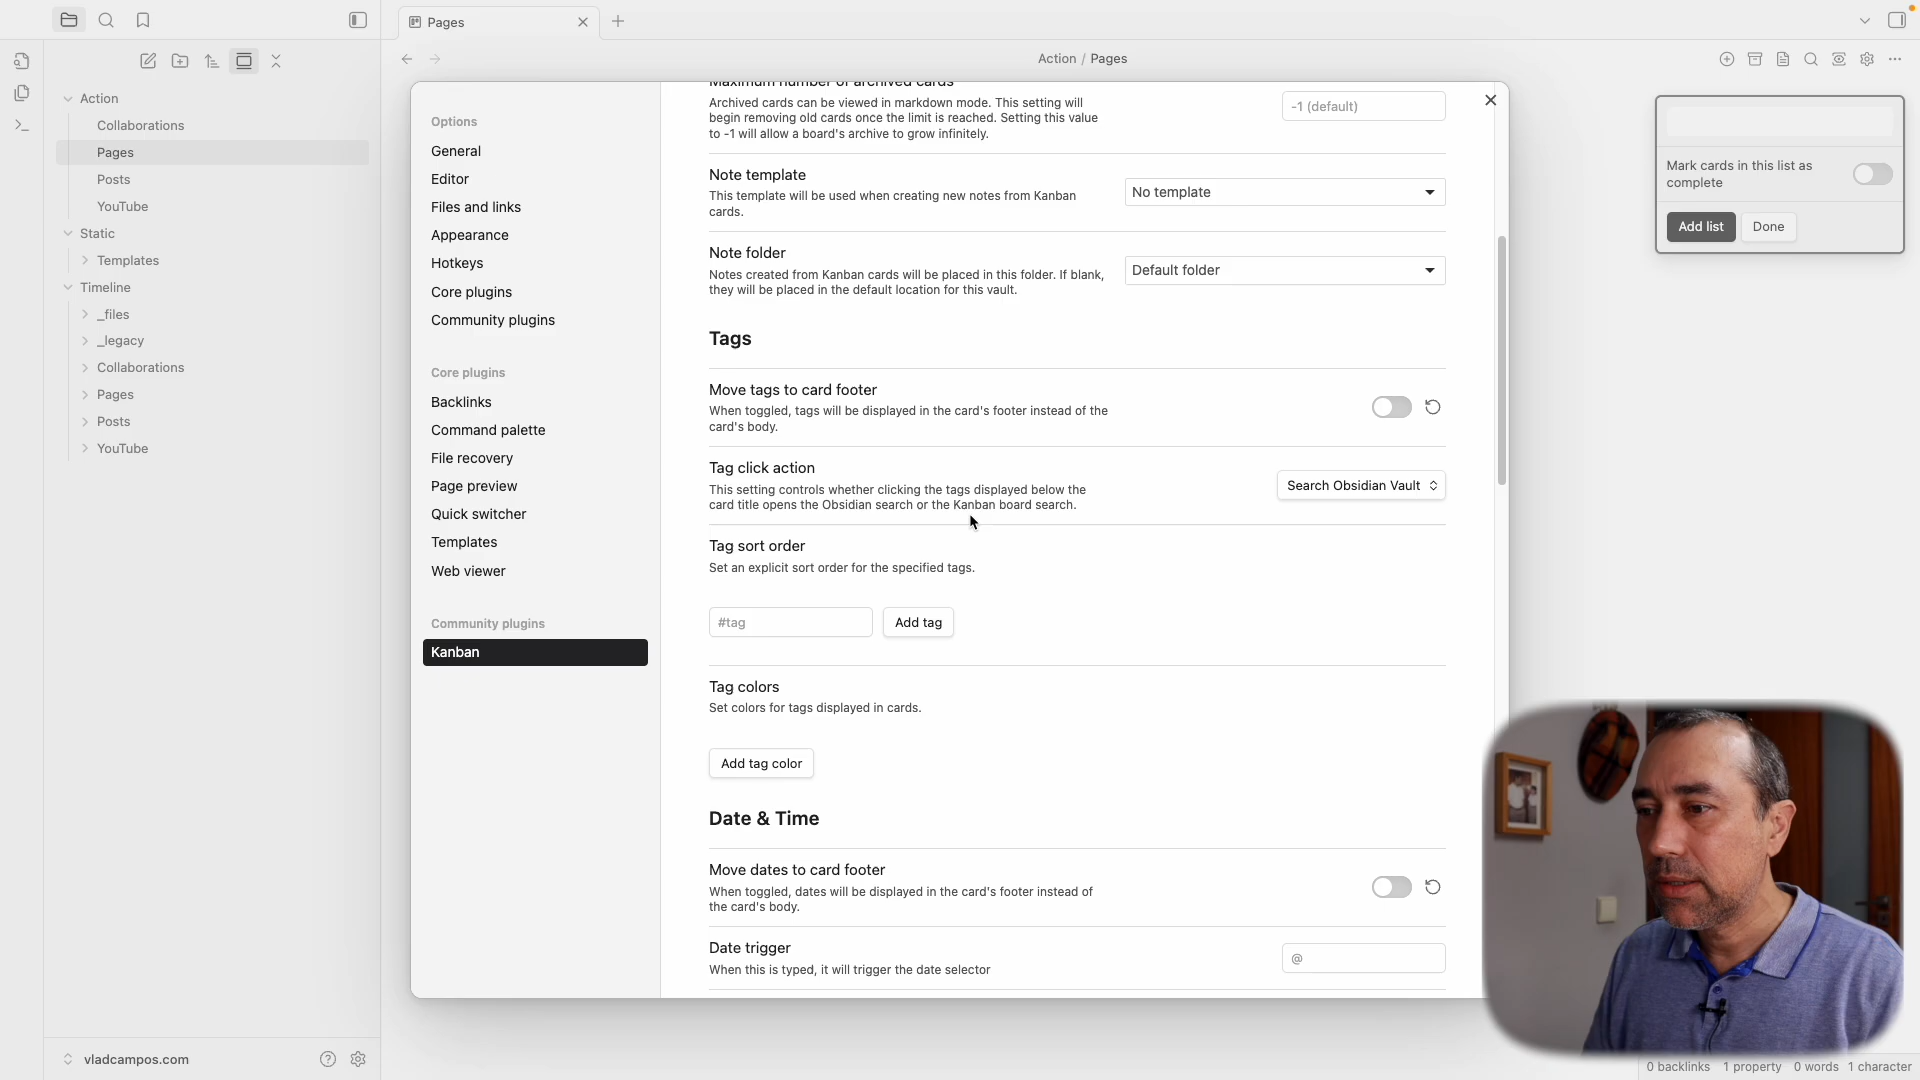 Pages
Action / Pages
Action
Collaborations
Pages
Posts
YouTube
Static
Templates
Timeline
_files
_legacy
Collaborations
Pages
Posts
YouTube
vladcampos.com
Options
General
Editor
Files and links
Appearance
Hotkeys
Core plugins
Community plugins
Core plugins
Backlinks
Command palette
File recovery
Page preview
Quick switcher
Templates
Web viewer
Community plugins
Kanban
Maximum number of archived cards
Archived cards can be viewed in markdown mode. This setting will
begin removing old cards once the limit is reached. Setting this value
to -1 will allow a board's archive to grow infinitely.
-1 (default)
Note template
This template will be used when creating new notes from Kanban
cards.
No template
Note folder
Notes created from Kanban cards will be placed in this folder. If blank,
they will be placed in the default location for this vault.
Default folder
Tags
Move tags to card footer
When toggled, tags will be displayed in the card's footer instead of the
card's body.
Tag click action
This setting controls whether clicking the tags displayed below the
card title opens the Obsidian search or the Kanban board search.
Search Obsidian Vault
Tag sort order
Set an explicit sort order for the specified tags.
#tag
Add tag
Tag colors
Set colors for tags displayed in cards.
Add tag color
Date & Time
Move dates to card footer
When toggled, dates will be displayed in the card's footer instead of
the card's body.
Date trigger
When this is typed, it will trigger the date selector
@
Mark cards in this list as
complete
Add list
Done
0 backlinks 1 property 0 words 1 character